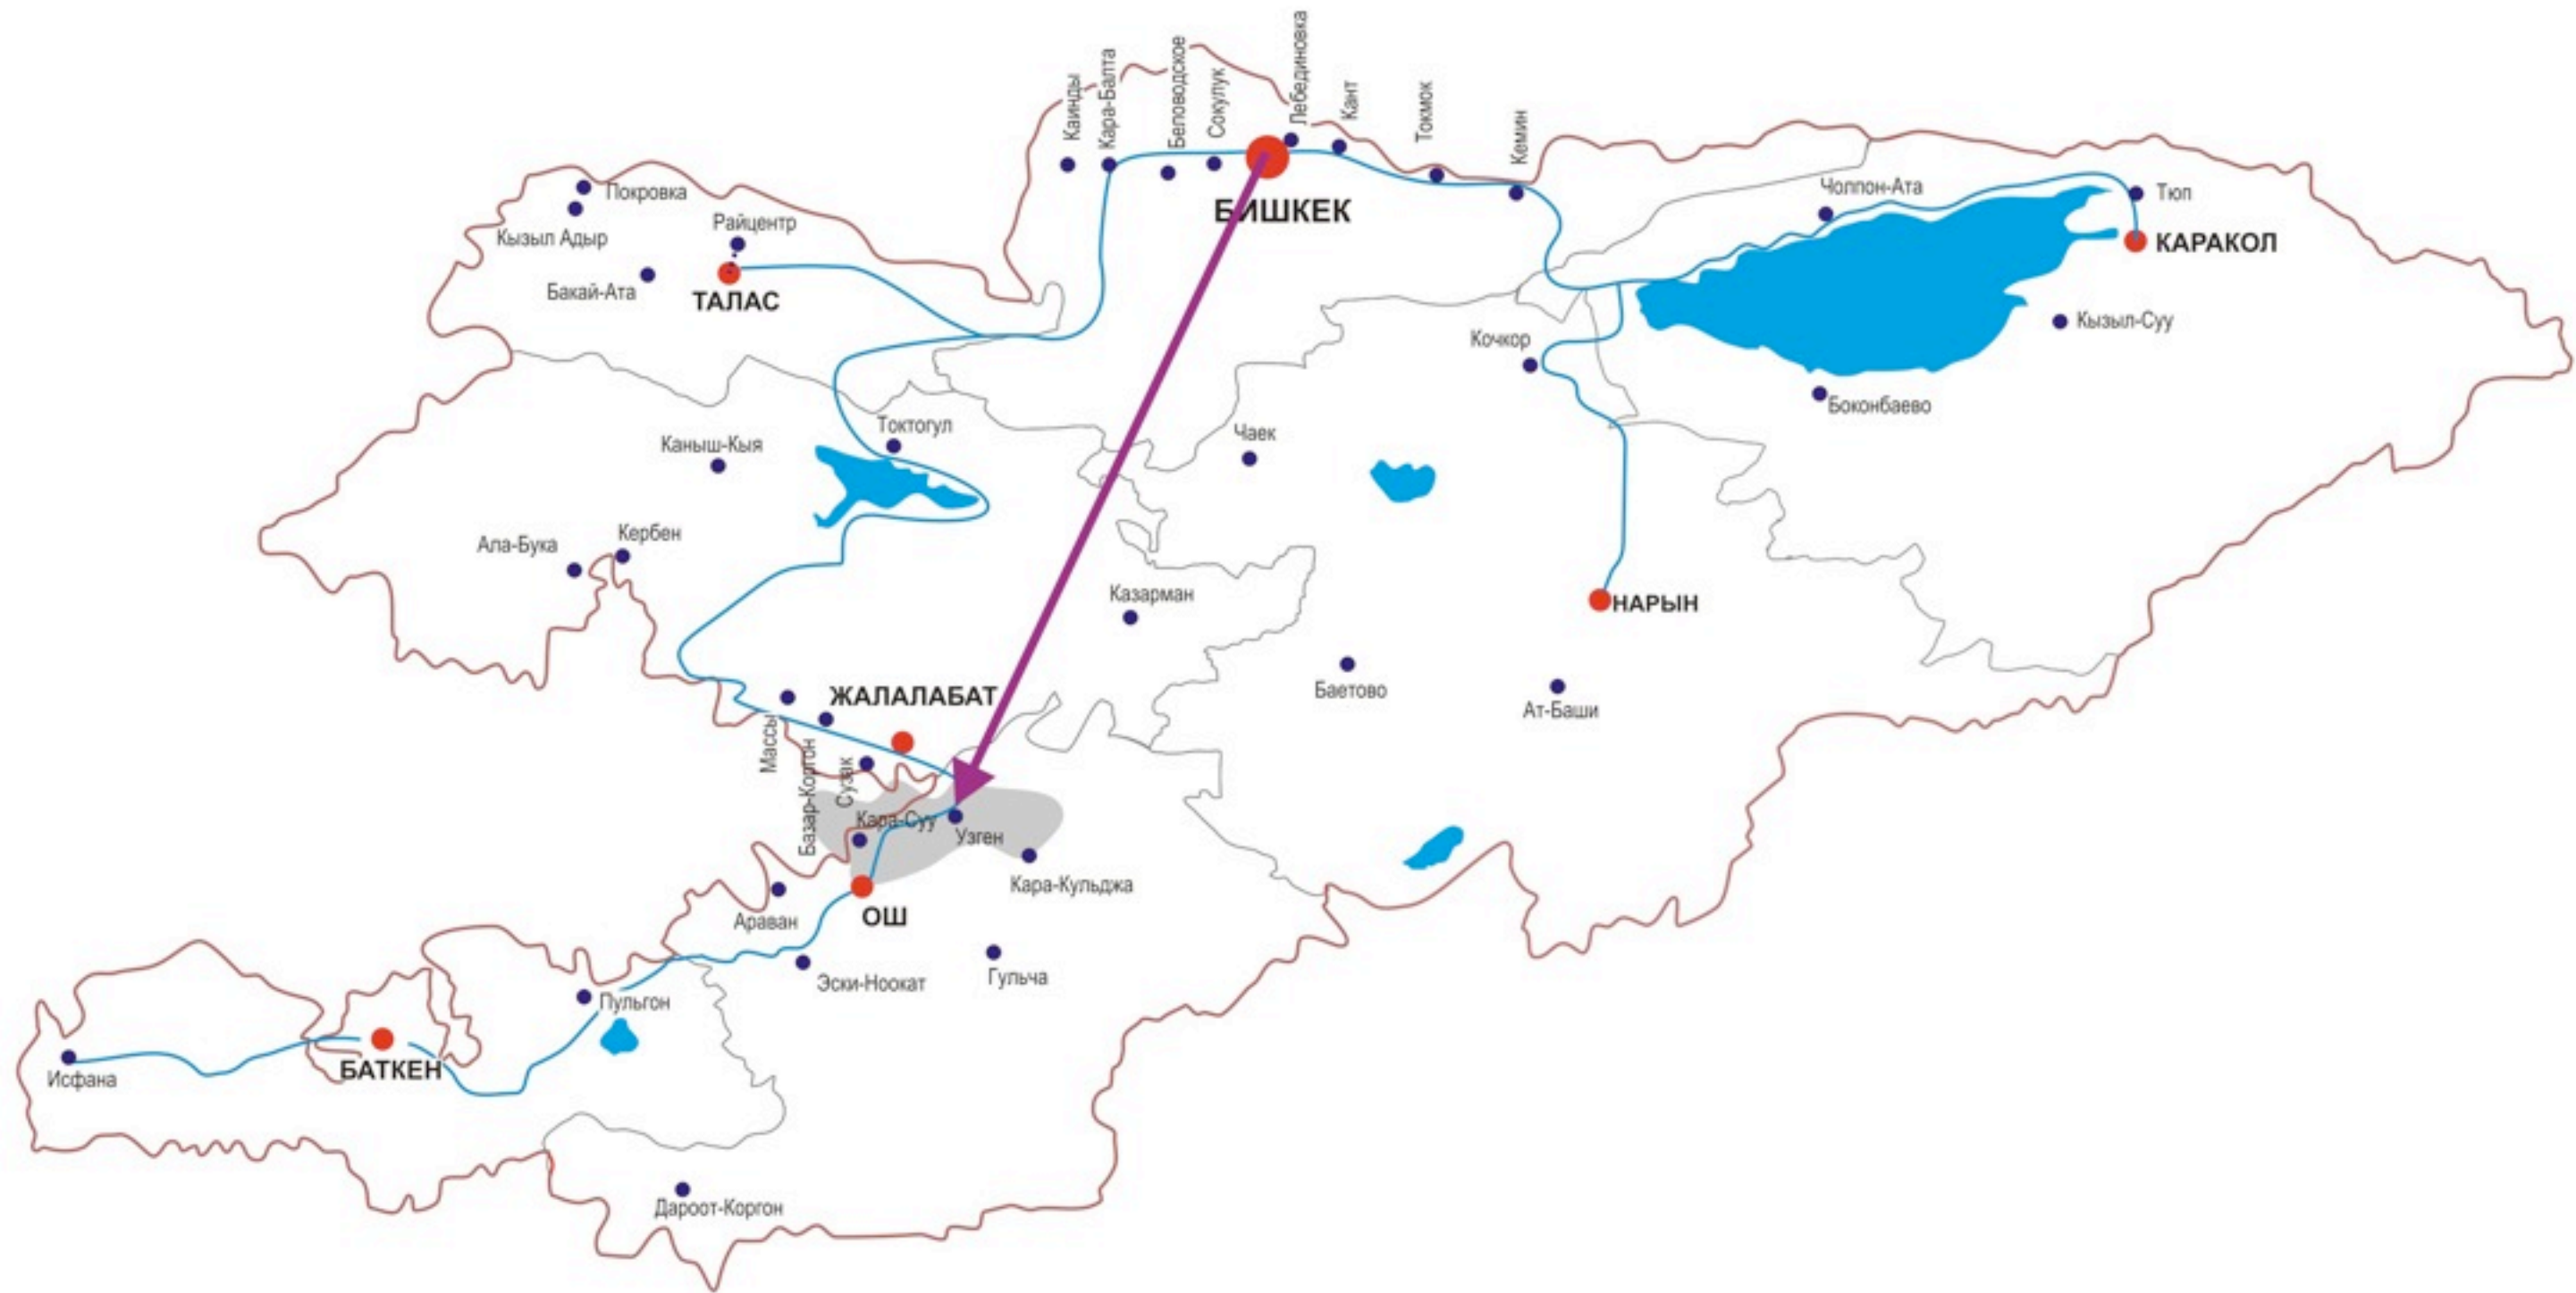 Каинды
Кара-Балта
Беловодское
Сокулук
Лебединовка
Кант
Токмок
Кемин
БИШКЕК
Покровка
Кызыл Адыр
Райцентр
Бакай-Ата
ТАЛАС
Чолпон-Ата
Тюп
КАРАКОЛ
Кызыл-Суу
Боконбаево
Кочкор
Чаек
Токтогул
Каныш-Кыя
Ала-Бука
Кербен
Казарман
НАРЫН
Баетово
Ат-Баши
ЖАЛАЛАБАТ
Массы
Базар-Коргон
Сузак
Кара-Суу
Узген
Кара-Кульджа
Араван
ОШ
Эски-Ноокат
Гульча
Пульгон
БАТКЕН
Исфана
Дароот-Коргон